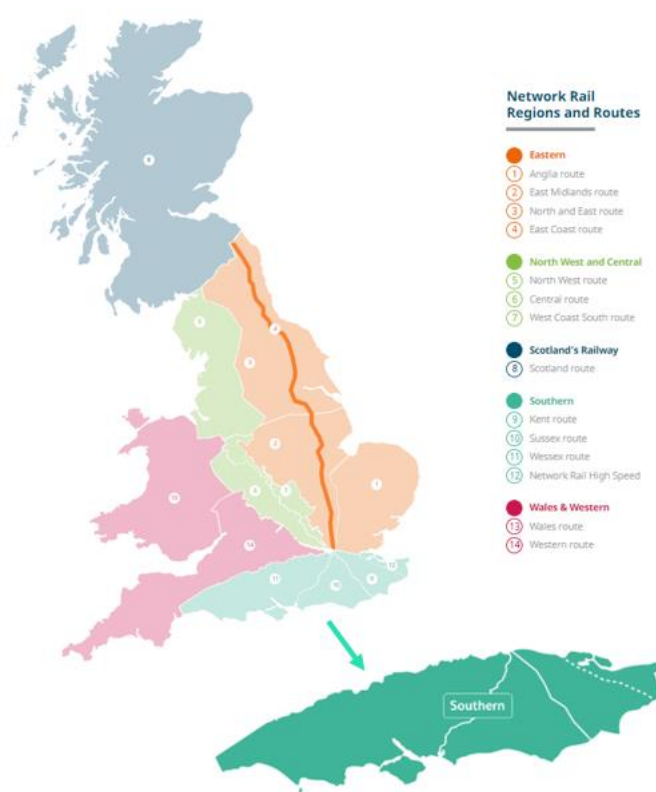 Network Rail
Regions and Routes
Eastern
1 Anglia route
2 East Midlands route
3 North and East route
4 East Coast route
North West and Central
5 North West route
6 Central route
7 West Coast South route
Scotland's Railway
8 Scotland route
Southern
9 Kent route
10 Sussex route
11 Wessex route
12 Network Rail High Speed
Wales & Western
13 Wales route
14 Western route
14
11
10
Southern